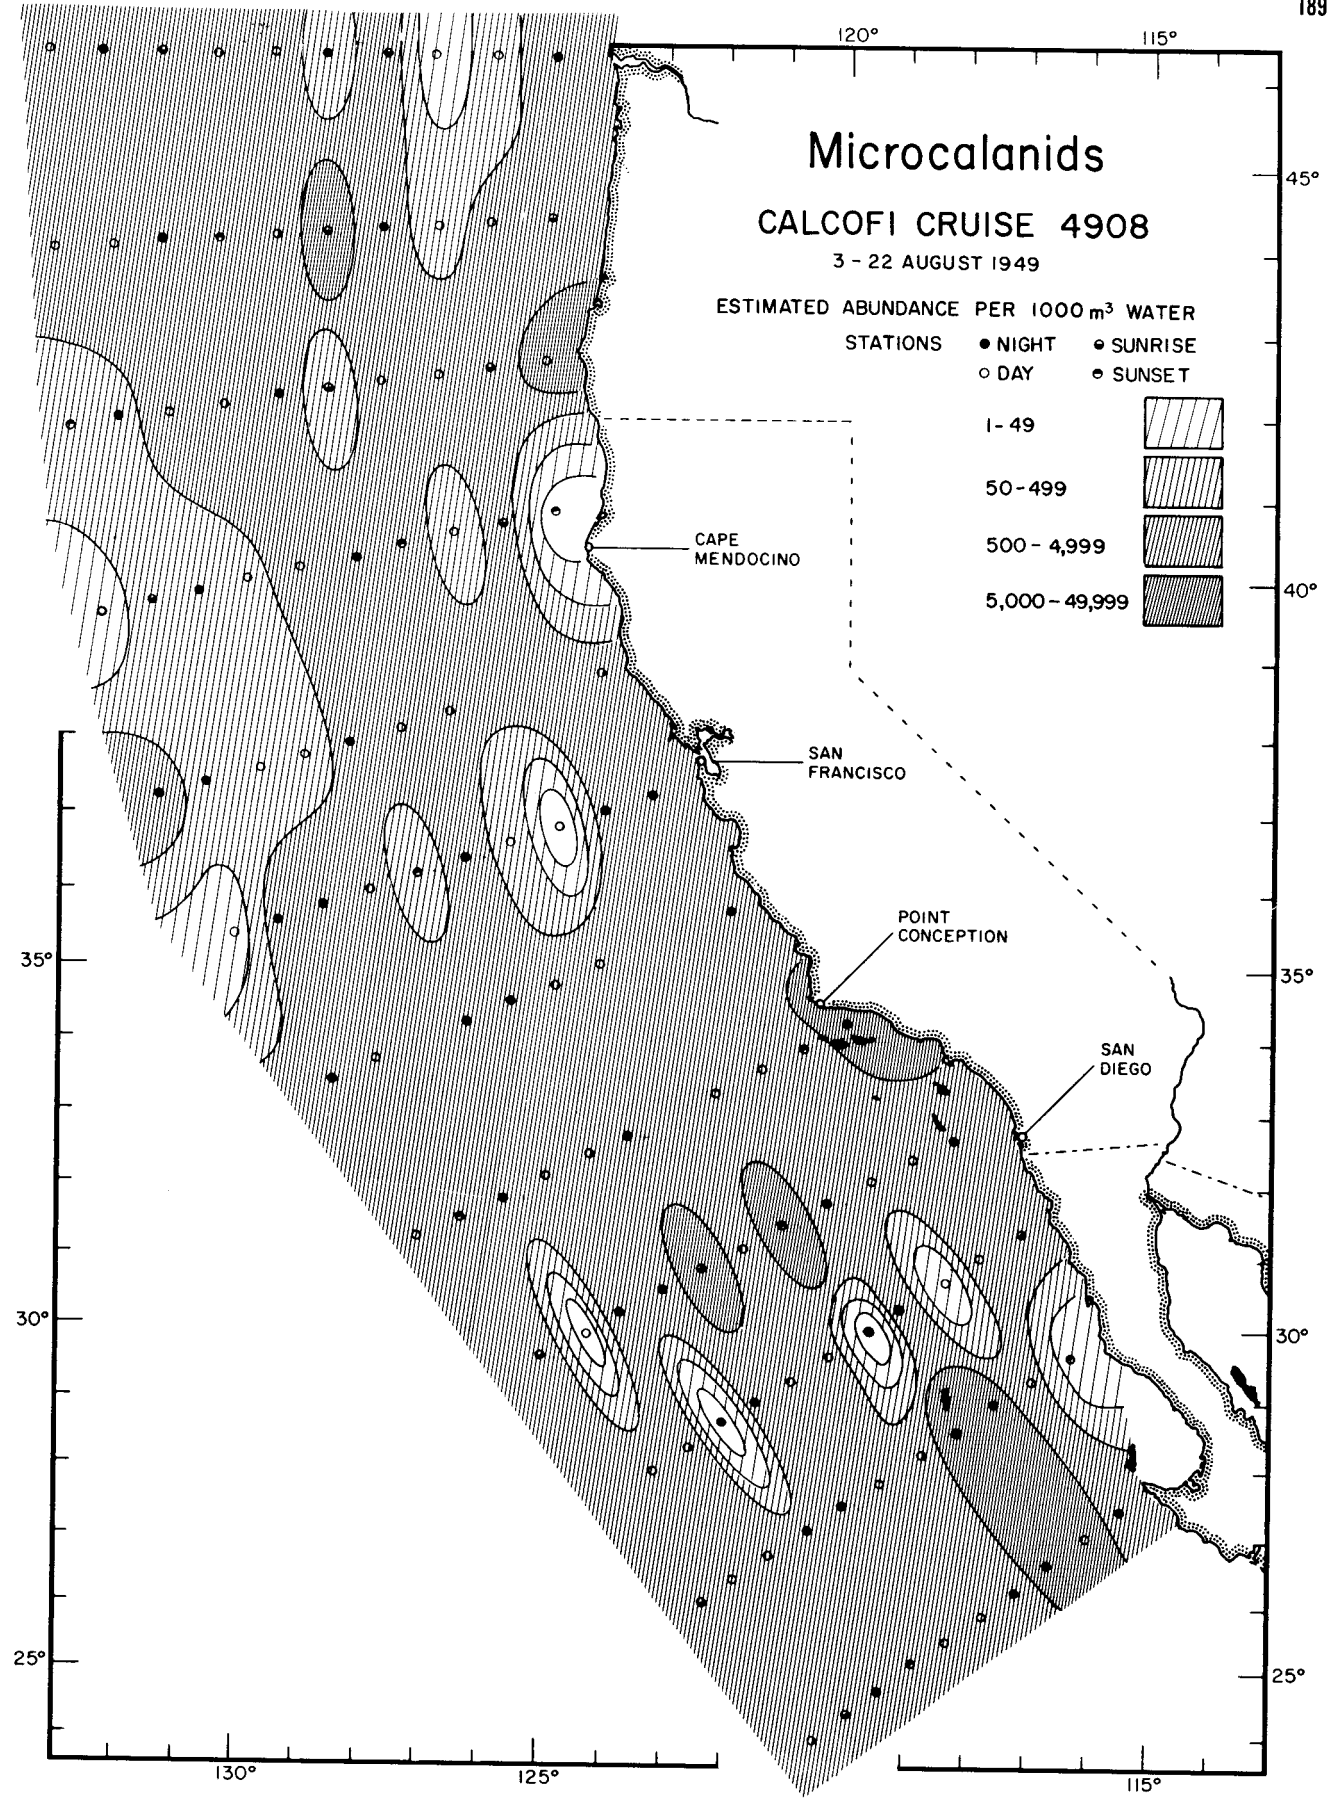 189
120° 115°
Microcalanids
45°
CALCOFI CRUISE 4908
3 - 22 AUGUST 1949
ESTIMATED ABUNDANCE PER 1000 m³ WATER
STATIONS ● NIGHT ◓ SUNRISE
○ DAY ◓ SUNSET
1 - 49
50 - 499
500 - 4,999
5,000 - 49,999
CAPE
MENDOCINO
40°
SAN
FRANCISCO
POINT
CONCEPTION
35° 35°
SAN
DIEGO
30° 30°
25° 25°
130° 125° 115°